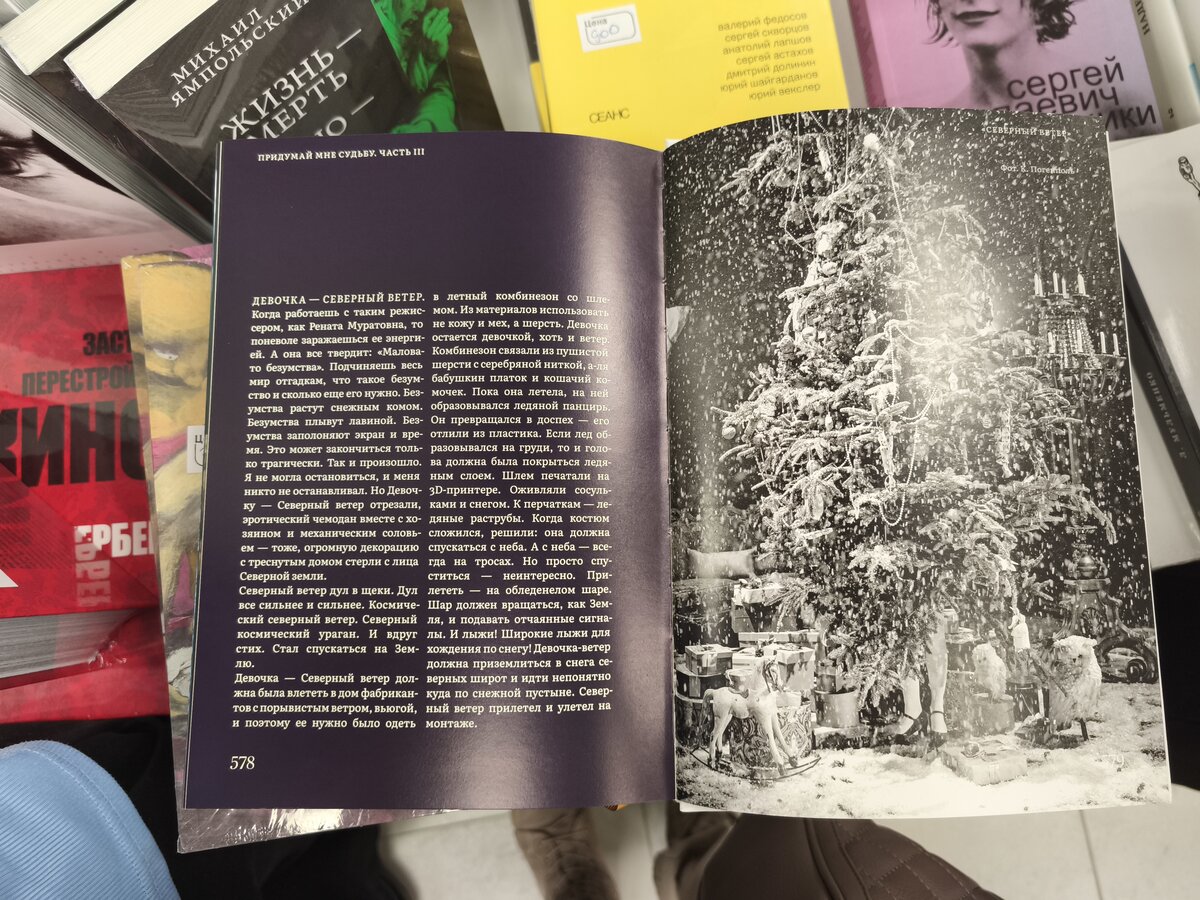 МИХАИЛ
ЯМПОЛЬСКИЙ
ЖИЗНЬ —
Цена
900
валерий федосов
сергей скворцов
анатолий лапшов
сергей астахов
дмитрий долинин
юрий шайгарданов
юрий векслер
СЕАНС
сергей
ПРИДУМАЙ МНЕ СУДЬБУ. ЧАСТЬ III
ДЕВОЧКА — СЕВЕРНЫЙ ВЕТЕР.
Когда работаешь с таким режис-
сером, как Рената Муратовна, то
поневоле заражаешься ее энерги-
ей. А она все твердит: «Малова-
то безумства». Подчиняешь весь
мир отгадкам, что такое безум-
ство и сколько еще его нужно. Без-
умства растут снежным комом.
Безумства плывут лавиной. Без-
умства заполоняют экран и вре-
мя. Это может закончиться толь-
ко трагически. Так и произошло.
Я не могла остановиться, и меня
никто не останавливал. Но Девоч-
ку — Северный ветер отрезали,
эротический чемодан вместе с хо-
зяином и механическим соловь-
ем — тоже, огромную декорацию
с треснутым домом стерли с лица
Северной земли.
Северный ветер дул в щеки. Дул
все сильнее и сильнее. Космиче-
ский северный ветер. Северный
космический ураган. И вдруг
стих. Стал спускаться на Зем-
лю.
Девочка — Северный ветер дол-
жна была влететь в дом фабрикан-
тов с порывистым ветром, вьюгой,
и поэтому ее нужно было одеть
в летный комбинезон со шле-
мом. Из материалов использовать
не кожу и мех, а шерсть. Девочка
остается девочкой, хоть и ветер.
Комбинезон связали из пушистой
шерсти с серебряной ниткой, а-ля
бабушкин платок и кошачий ко-
мочек. Пока она летела, на ней
образовывался ледяной панцирь.
Он превращался в доспех — его
отлили из пластика. Если лед об-
разовывался на груди, то и голо-
ва должна была покрыться ледя-
ным слоем. Шлем печатали на
3D-принтере. Оживляли сосуль-
ками и снегом. К перчаткам — ле-
дяные раструбы. Когда костюм
сложился, решили: она должна
спускаться с неба. А с неба — все-
гда на тросах. Но просто спу-
ститься — неинтересно. При-
лететь — на обледенелом шаре.
Шар должен вращаться, как Зем-
ля, и подавать отчаянные сигна-
лы. И лыжи! Широкие лыжи для
хождения по снегу! Девочка-ветер
должна приземлиться в снега се-
верных широт и идти непонятно
куда по снежной пустыне. Север-
ный ветер прилетел и улетел на
монтаже.
578
«СЕВЕРНЫЙ ВЕТЕР»